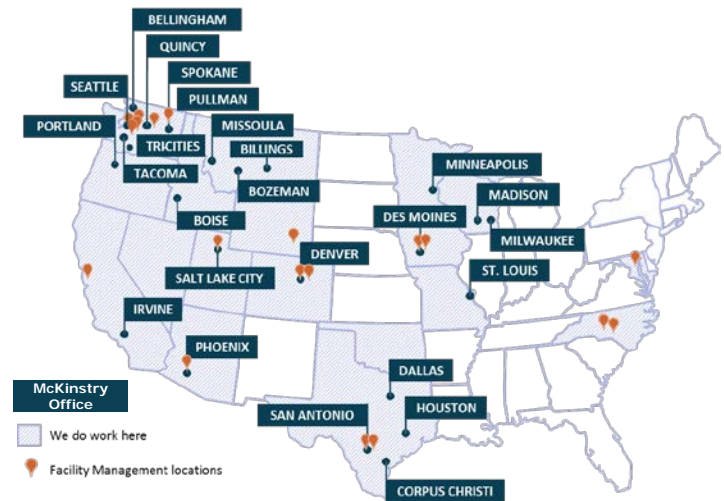 BELLINGHAM
QUINCY
SPOKANE
SEATTLE
PULLMAN
PORTLAND
MISSOULA
TRICITIES
BILLINGS
TACOMA
BOZEMAN
BOISE
MINNEAPOLIS
MADISON
DES MOINES
MILWAUKEE
DENVER
SALT LAKE CITY
ST. LOUIS
IRVINE
PHOENIX
DALLAS
SAN ANTONIO
HOUSTON
CORPUS CHRISTI
McKinstry
Office
We do work here
Facility Management locations